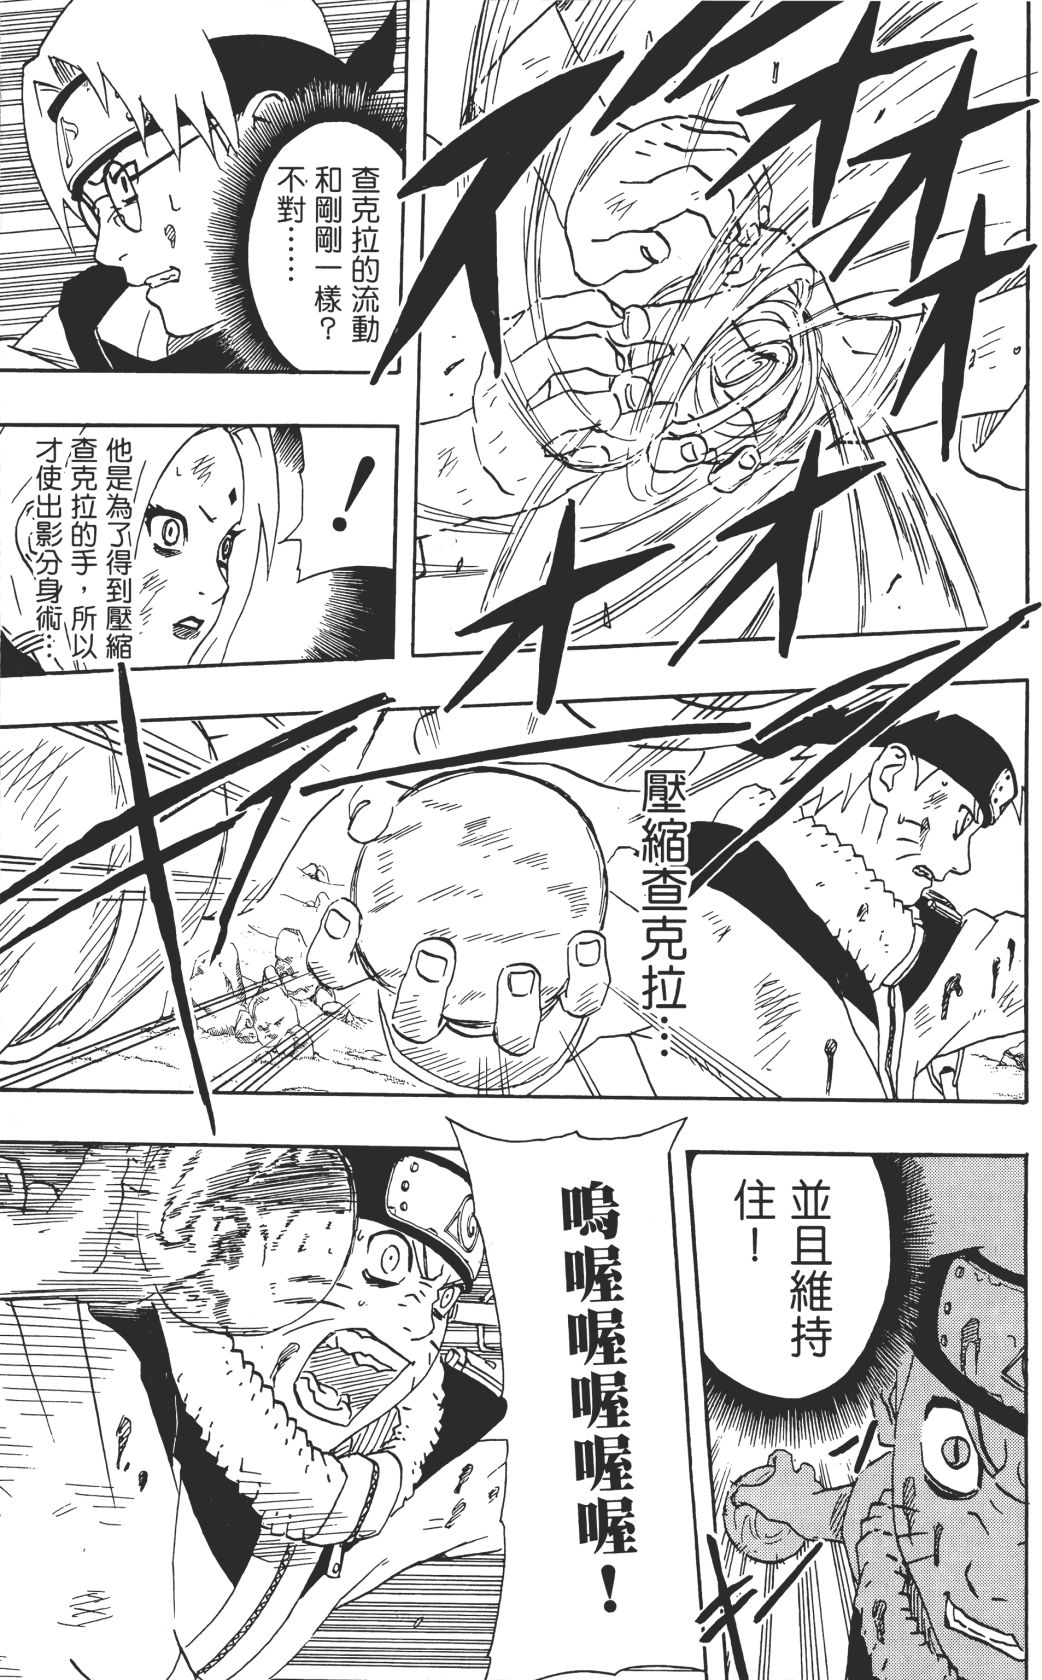 查克拉的流動
和剛剛一樣？
不對……
！
他是為了得到壓縮
查克拉的手，所以
才使出影分身術…
壓縮查克拉…
並且維持
住！
嗚喔喔喔喔喔喔！